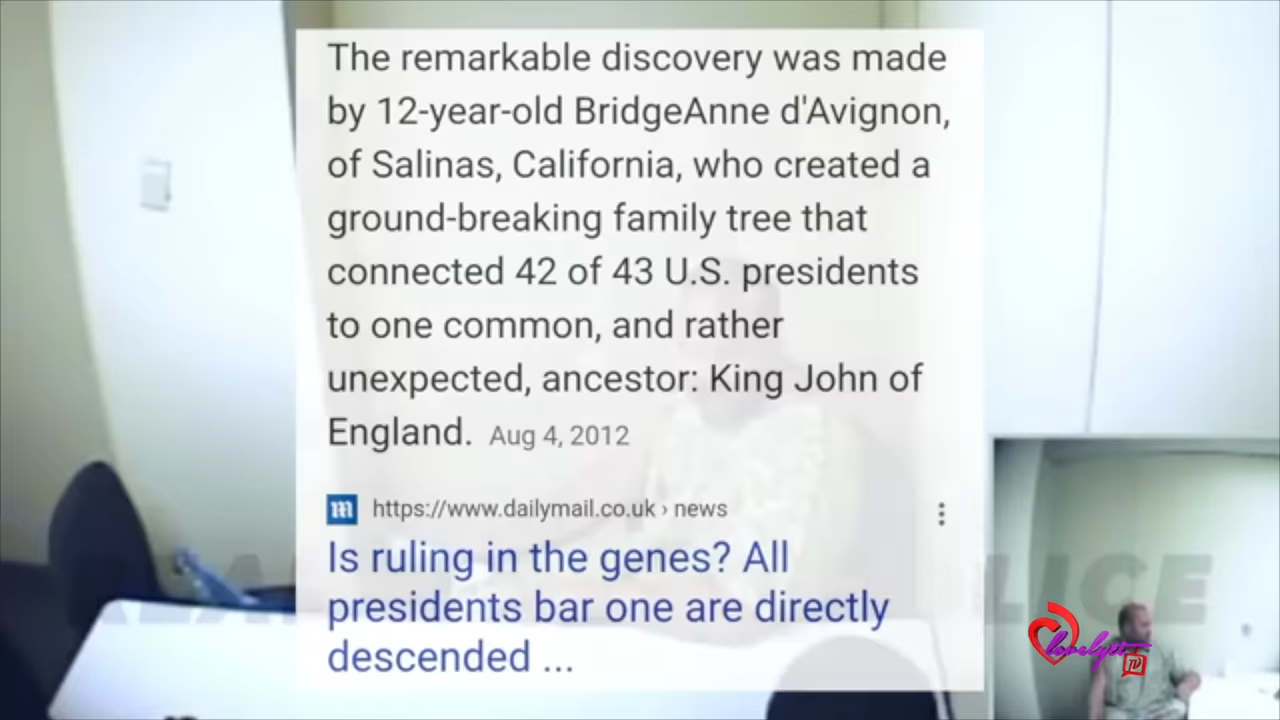 The remarkable discovery was made
by 12-year-old BridgeAnne d'Avignon,
of Salinas, California, who created a
ground-breaking family tree that
connected 42 of 43 U.S. presidents
to one common, and rather
unexpected, ancestor: King John of
England. Aug 4, 2012
m https://www.dailymail.co.uk › news
Is ruling in the genes? All
presidents bar one are directly
descended ...
lovelyti
TV